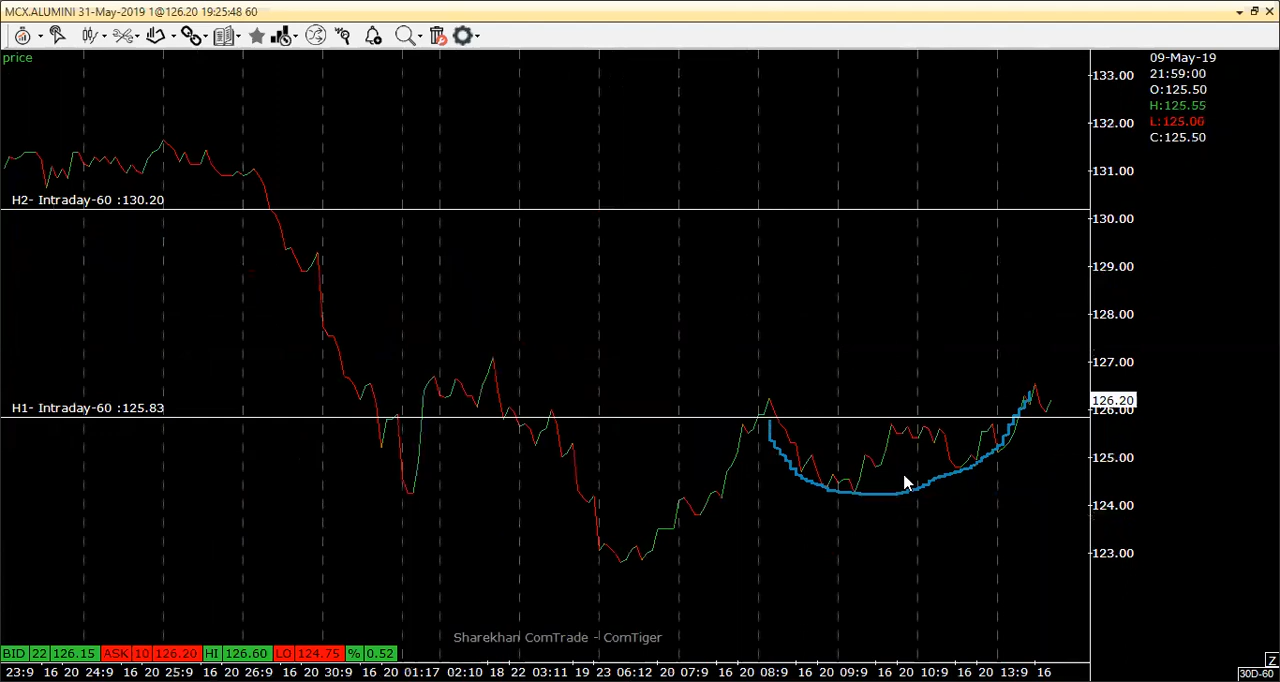 MCX.ALUMINI 31-May-2019 1@126.20 19:25:48 60
price
09-May-19
21:59:00
O:125.50
H:125.55
L:125.06
C:125.50
133.00
132.00
131.00
H2- Intraday-60 :130.20
130.00
129.00
128.00
127.00
126.20
126.00
H1- Intraday-60 :125.83
125.00
124.00
123.00
Sharekhan ComTrade - ComTiger
BID 22 126.15 ASK 10 126.20 HI 126.60 LO 124.75 % 0.52
23:9 16 20 24:9 16 20 25:9 16 20 26:9 16 20 30:9 16 20 01:17 02:10 18 22 03:11 19 23 06:12 20 07:9 16 20 08:9 16 20 09:9 16 20 10:9 16 20 13:9 16
Z
30D-60